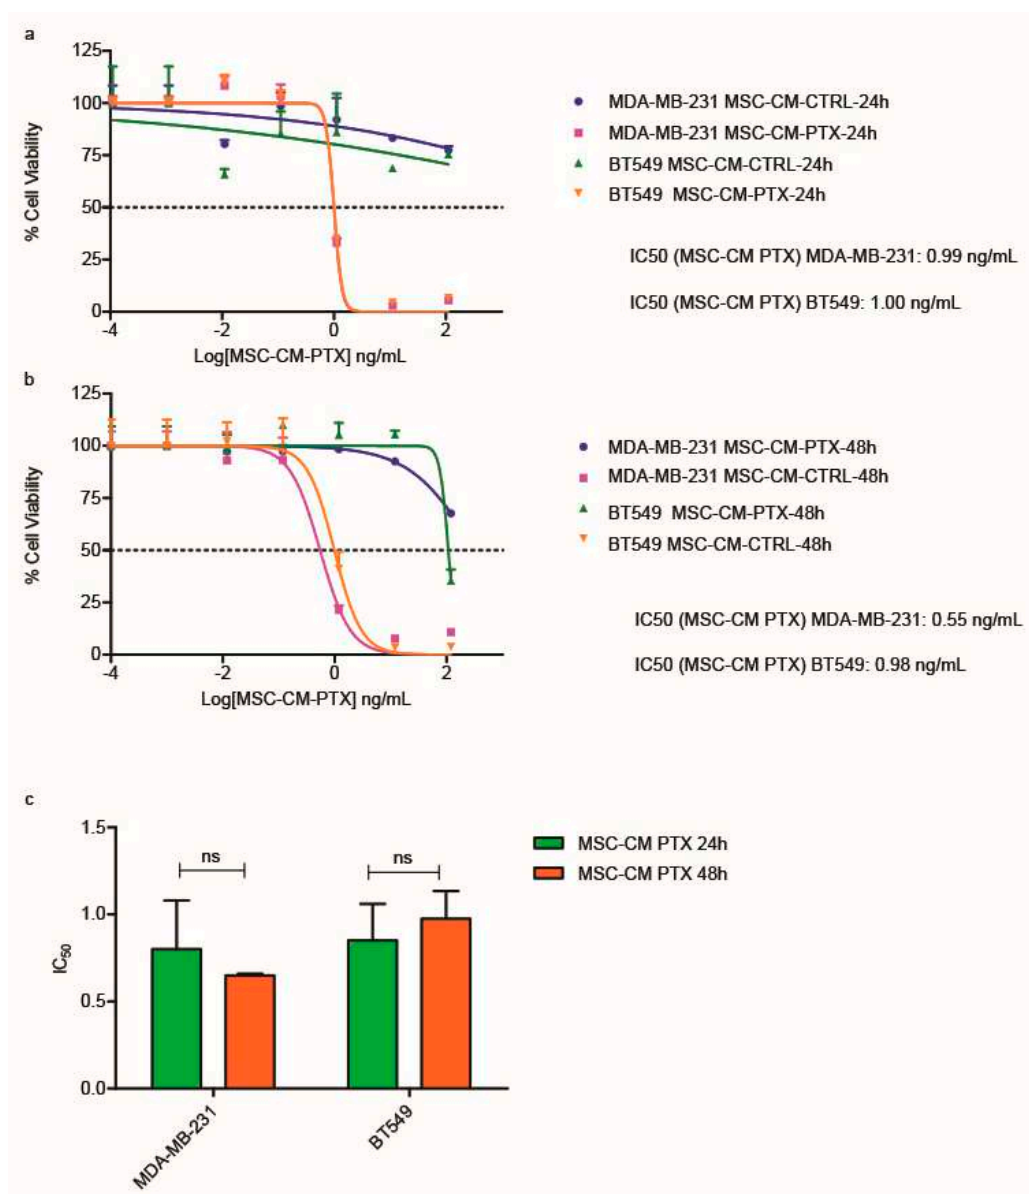 a
125
100
75
50
25
0
-4
-2
0
2
% Cell Viability
Log[MSC-CM-PTX] ng/mL
MDA-MB-231 MSC-CM-CTRL-24h
MDA-MB-231 MSC-CM-PTX-24h
BT549 MSC-CM-CTRL-24h
BT549 MSC-CM-PTX-24h
IC50 (MSC-CM PTX) MDA-MB-231: 0.99 ng/mL
IC50 (MSC-CM PTX) BT549: 1.00 ng/mL
b
125
100
75
50
25
0
-4
-2
0
2
% Cell Viability
Log[MSC-CM-PTX] ng/mL
MDA-MB-231 MSC-CM-PTX-48h
MDA-MB-231 MSC-CM-CTRL-48h
BT549 MSC-CM-PTX-48h
BT549 MSC-CM-CTRL-48h
IC50 (MSC-CM PTX) MDA-MB-231: 0.55 ng/mL
IC50 (MSC-CM PTX) BT549: 0.98 ng/mL
c
1.5
1.0
0.5
0.0
IC50
ns
ns
MDA-MB-231
BT549
MSC-CM PTX 24h
MSC-CM PTX 48h